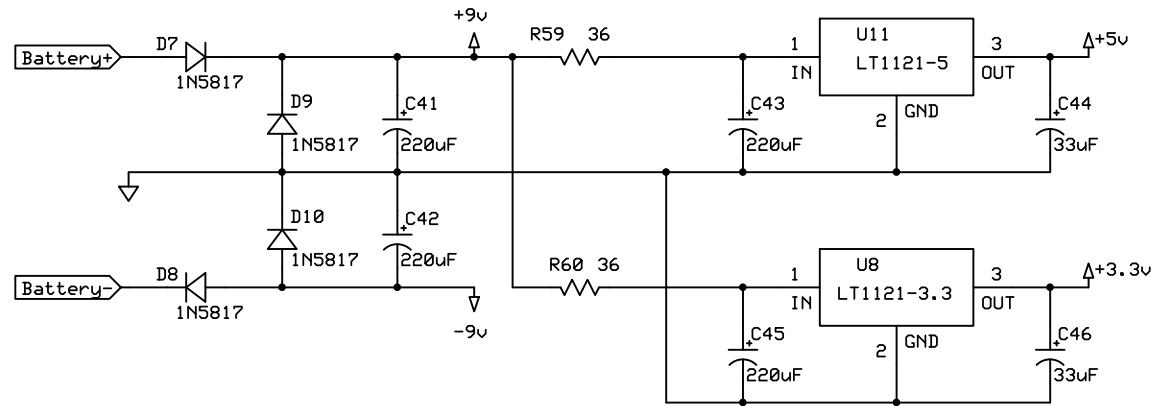 +9v
R59 36
D7
Battery+
1N5817
1
IN
U11
LT1121-5
3
OUT
+5v
D9
1N5817
+
C41
220uF
+
C43
220uF
2
GND
+
C44
33uF
D10
1N5817
+
C42
220uF
D8
Battery-
1N5817
-9v
R60 36
1
IN
U8
LT1121-3.3
3
OUT
+3.3v
+
C45
220uF
2
GND
+
C46
33uF